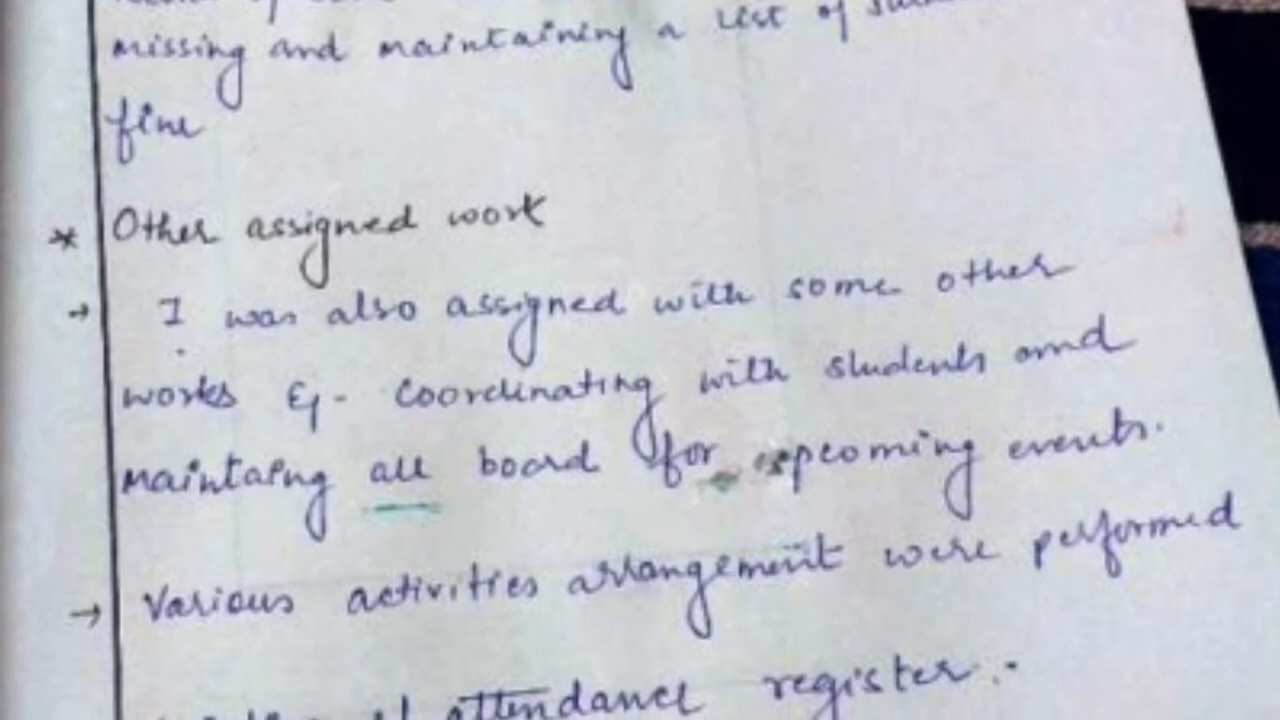 missing and maintaining a list of
fine
* Other assigned work
→ I was also assigned with some other
works Eg- Coordinating with students and
maintaing all board for upcoming events.
→ Various activities arrangement were performed
attendance register :-